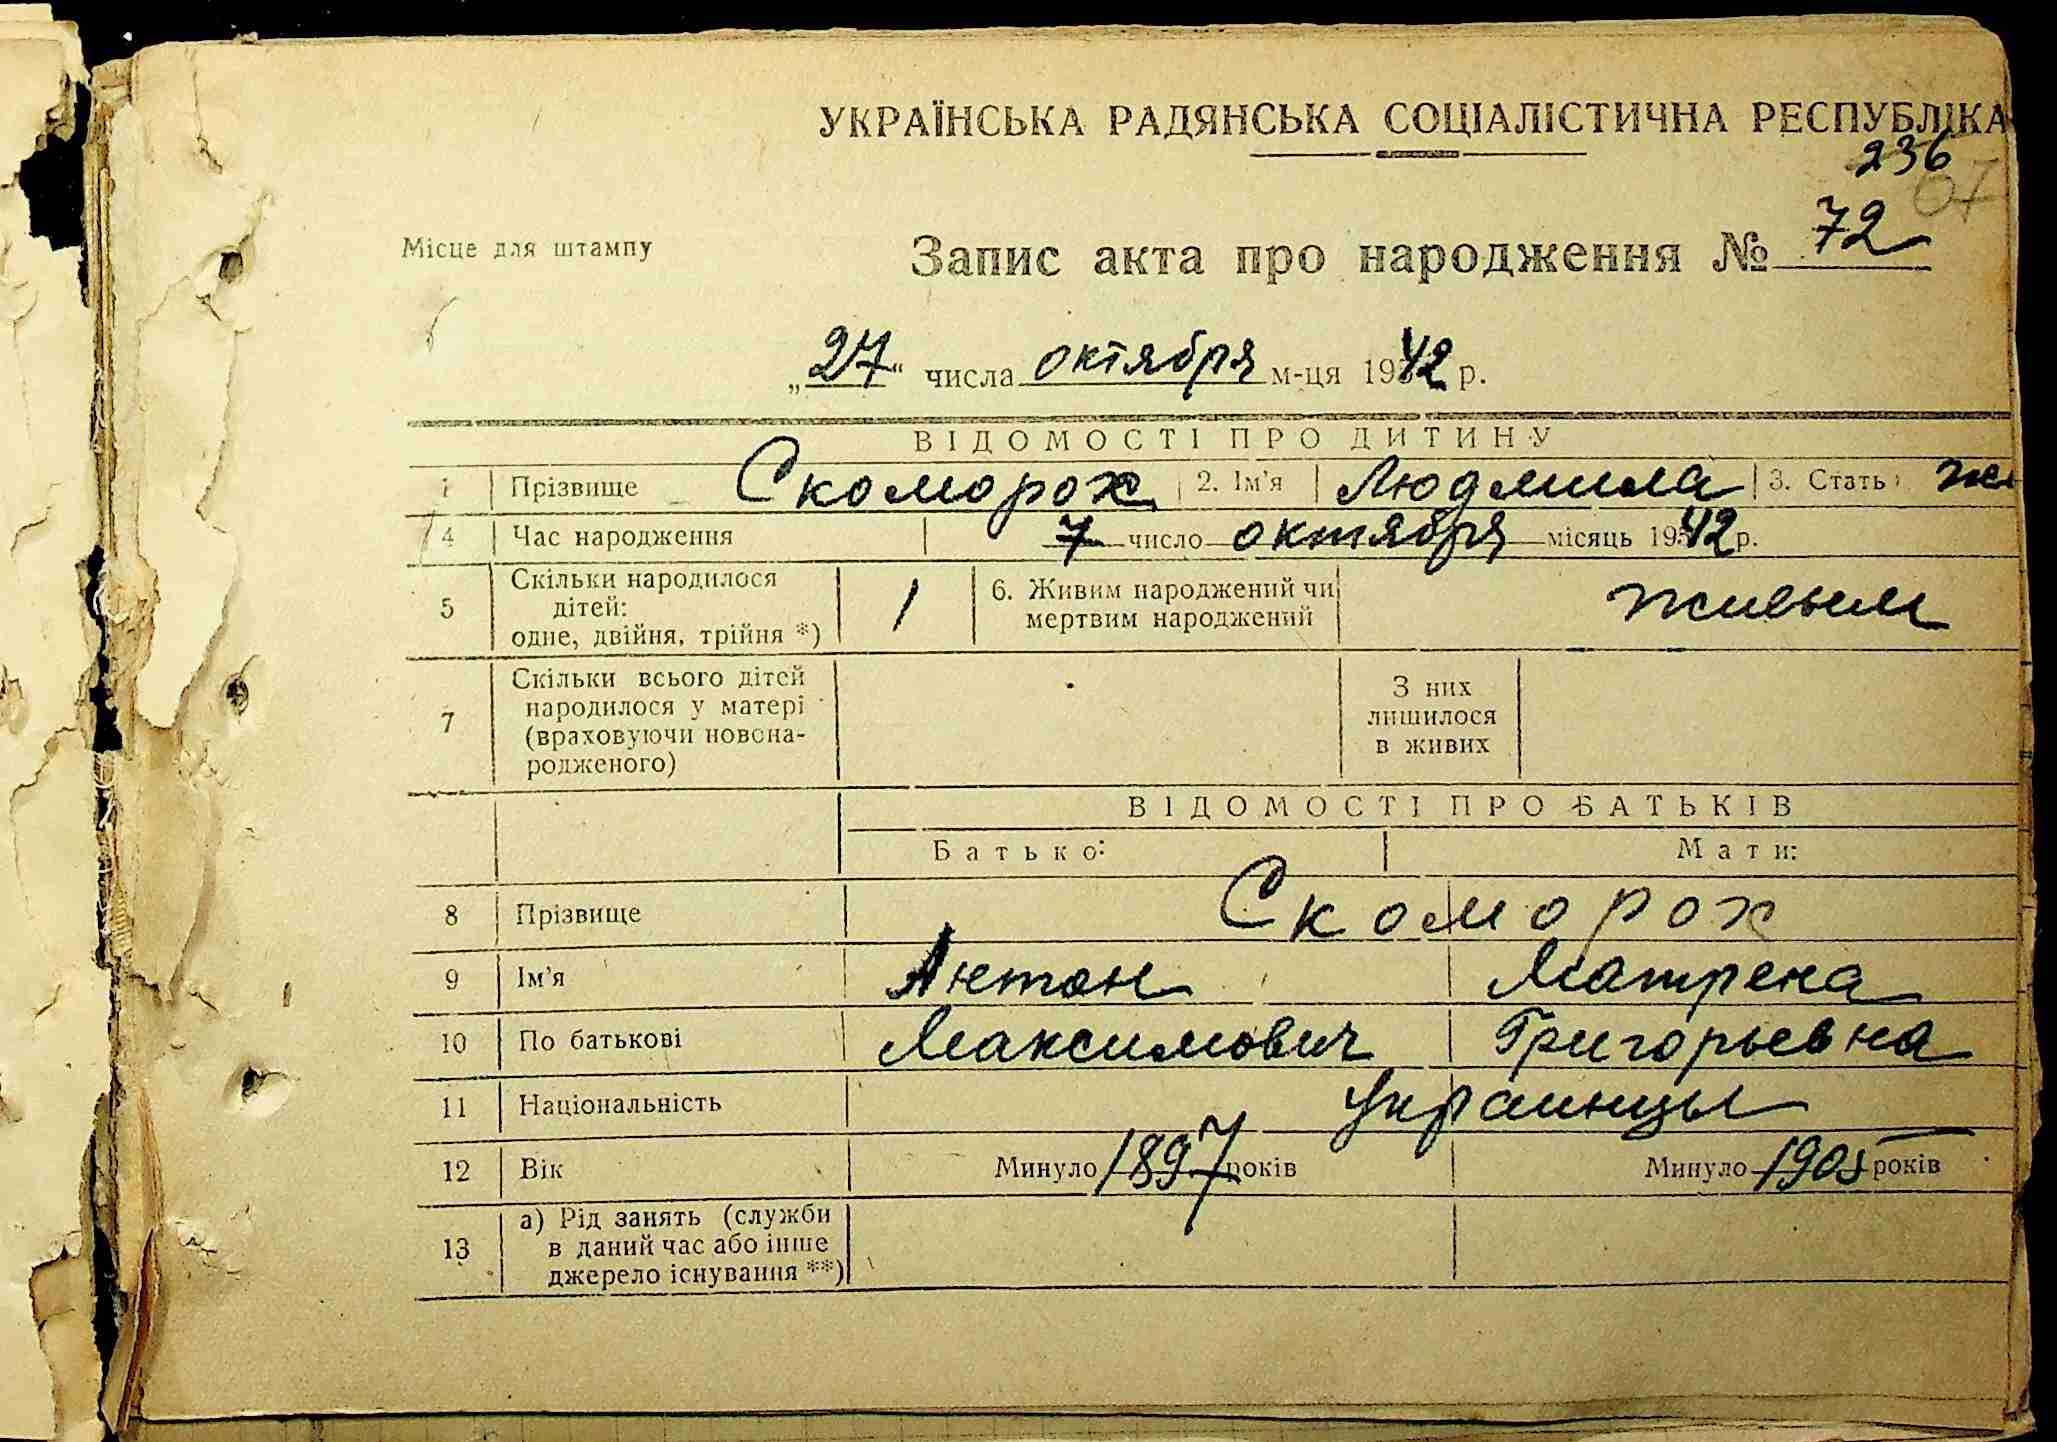 УКРАЇНСЬКА РАДЯНСЬКА СОЦІАЛІСТИЧНА РЕСПУБЛІКА
236
67
Місце для штампу
Запис акта про народження № 72
„27" числа октября м-ця 1942 р.
ВІДОМОСТІ ПРО ДИТИНУ
1 Прізвище Скоморох 2. Ім'я Людмила 3. Стать жен
4 Час народження 7 число октября місяць 1942 р.
5 Скільки народилося дітей: одне, двійня, трійня *) 1 6. Живим народжений чи мертвим народжений живым
7 Скільки всього дітей народилося у матері (враховуючи новонародженого) З них лишилося в живих
ВІДОМОСТІ ПРО БАТЬКІВ
Батько: Мати:
8 Прізвище Скоморох
9 Ім'я Антон Матрена
10 По батькові Максимович Григорьевна
11 Національність Украинцы
12 Вік Минуло 1897 років Минуло 1905 років
13 а) Рід занять (служби в даний час або інше джерело існування **)